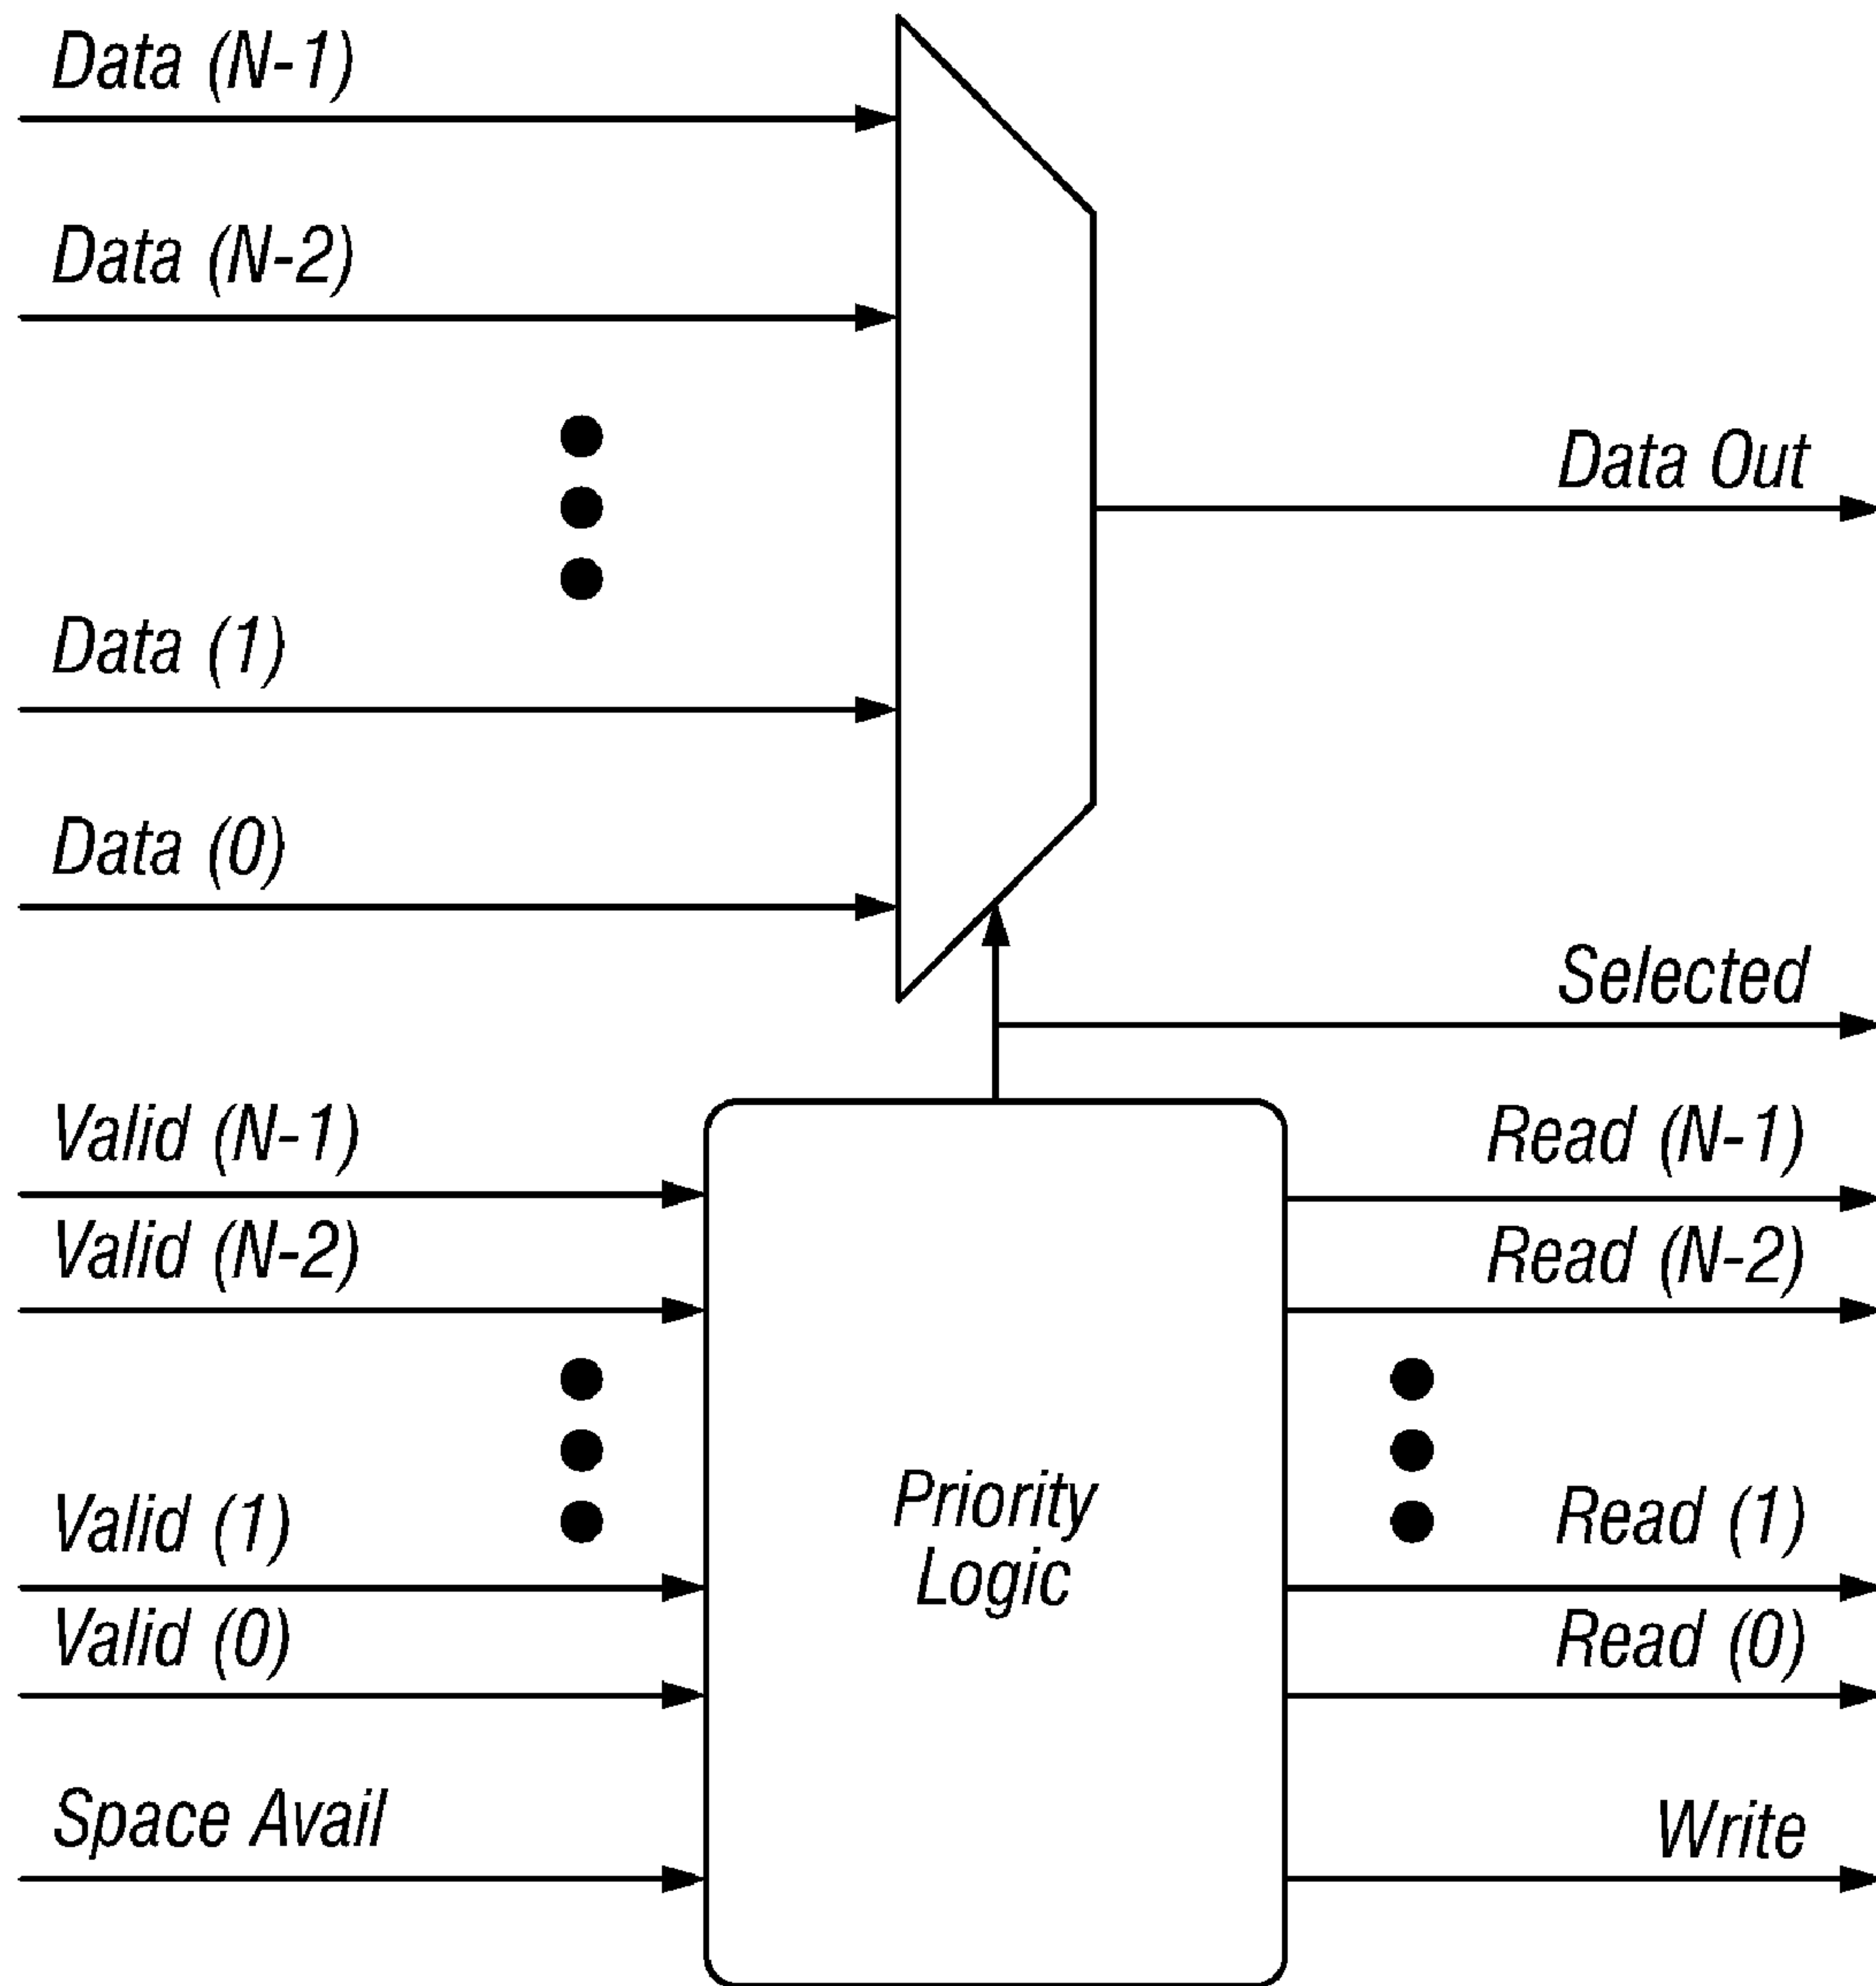 Data (N-1)
Data (N-2)
Data Out
Data (1)
Data (0)
Selected
Valid (N-1)
Read (N-1)
Valid (N-2)
Read (N-2)
Priority
Logic
Valid (1)
Read (1)
Valid (0)
Read (0)
Space Avail
Write